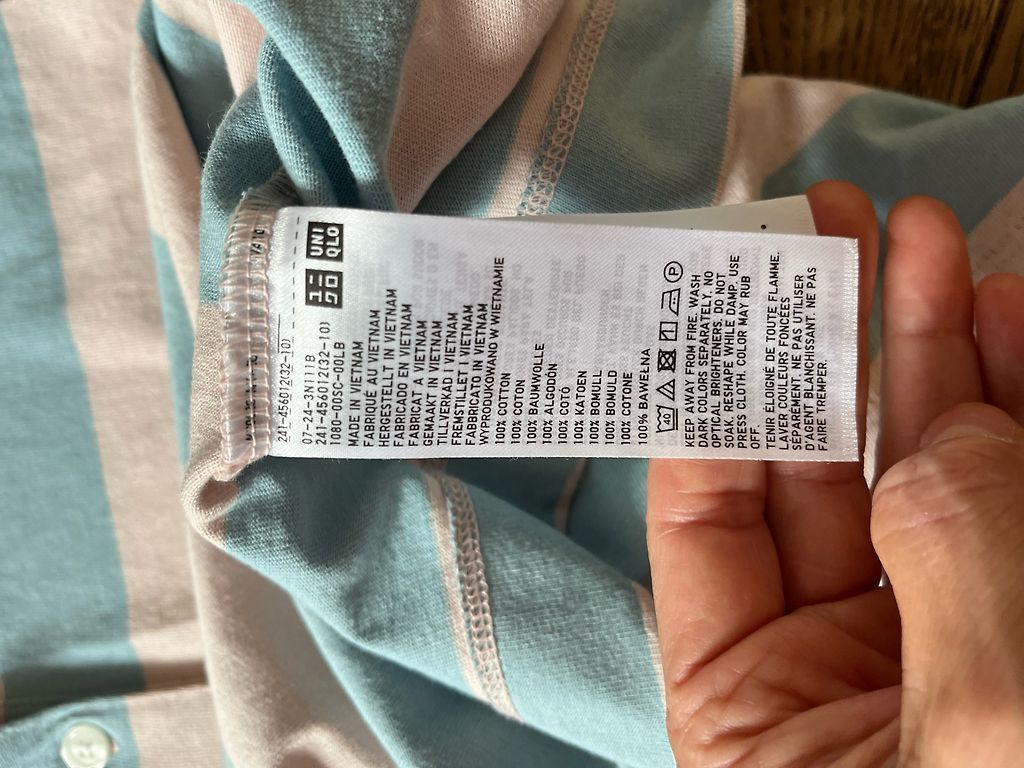 241-456012(32-10)
07-24-3N1111B
241-456012(32-10)
1080-00SC-00LB
UNI
QLO
MADE IN VIETNAM
FABRIQUÉ AU VIETNAM
HERGESTELLT IN VIETNAM
FABRICADO EN VIETNAM
FABRICAT A VIETNAM
GEMAKT IN VIETNAM
TILLVERKAD I VIETNAM
FREMSTILLET I VIETNAM
FABBRICATO IN VIETNAM
WYPRODUKOWANO W WIETNAMIE
100% COTTON
100% COTON
100% BAUMWOLLE
100% ALGODÓN
100% COTÓ
100% KATOEN
100% BOMULL
100% BOMULD
100% COTONE
100% BAWEŁNA
40
P
KEEP AWAY FROM FIRE. WASH
DARK COLORS SEPARATELY. NO
OPTICAL BRIGHTENERS. DO NOT
SOAK. RESHAPE WHILE DAMP. USE
PRESS CLOTH. COLOR MAY RUB
OFF.
TENIR ÉLOIGNÉ DE TOUTE FLAMME.
LAVER COULEURS FONCÉES
SÉPAREMENT. NE PAS UTILISER
D'AGENT BLANCHISSANT. NE PAS
FAIRE TREMPER.